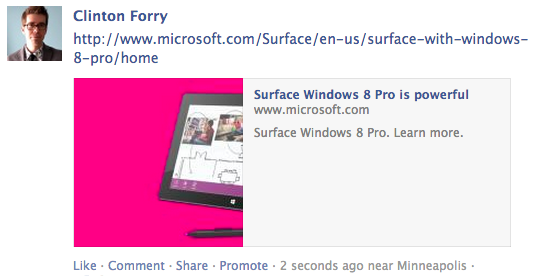 Clinton Forry
http://www.microsoft.com/Surface/en-us/surface-with-windows-
8-pro/home
Surface Windows 8 Pro is powerful
www.microsoft.com
Surface Windows 8 Pro. Learn more.
Like · Comment · Share · Promote · 2 seconds ago near Minneapolis ·